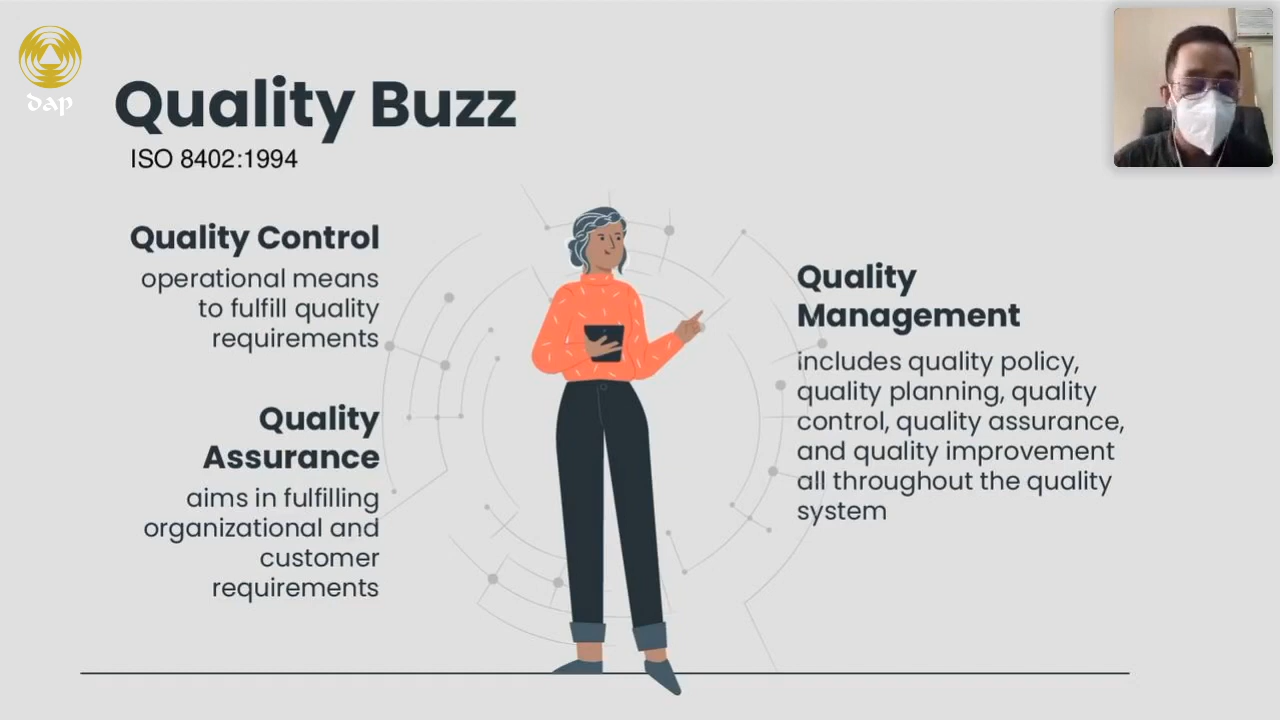 dap
Quality Buzz
ISO 8402:1994
Quality Control
operational means
to fulfill quality
requirements
Quality
Assurance
aims in fulfilling
organizational and
customer
requirements
Quality
Management
includes quality policy,
quality planning, quality
control, quality assurance,
and quality improvement
all throughout the quality
system